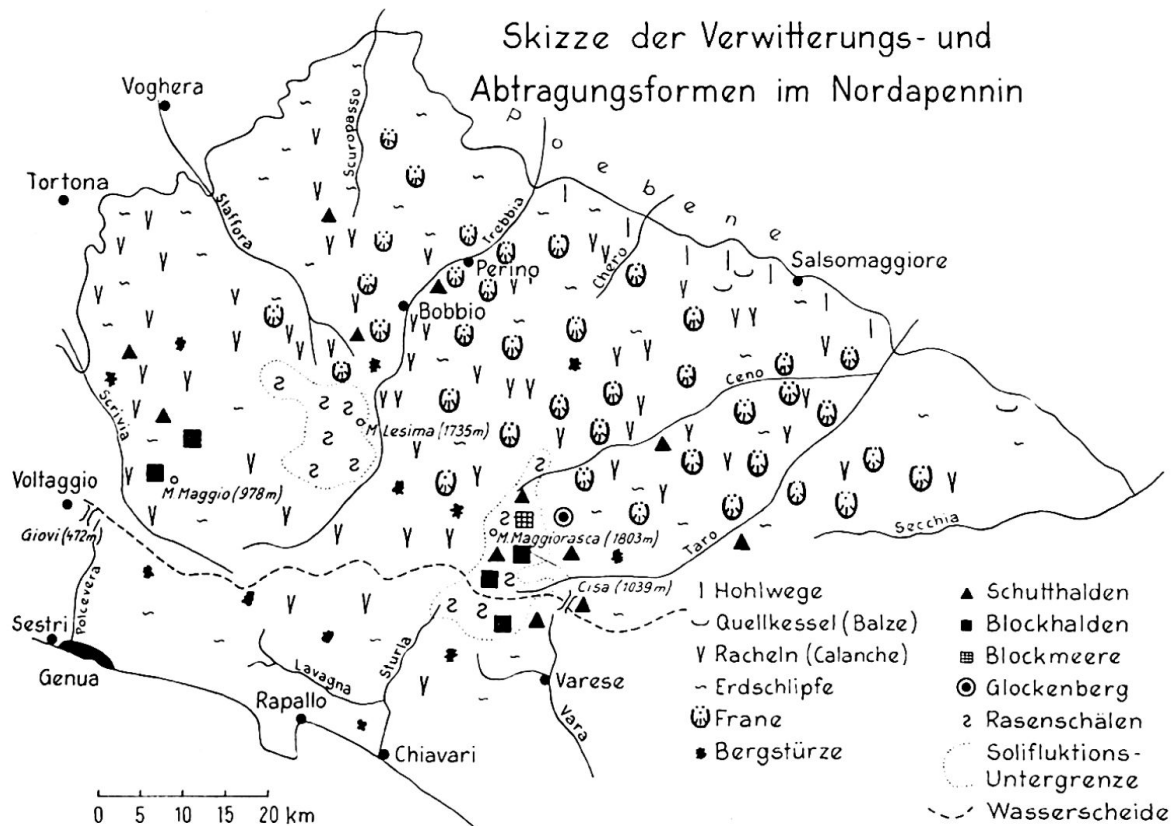 Skizze der Verwitterungs- und
Abtragungsformen im Nordapennin
Poebene
Voghera
Scuropasso
Tortona
Staffora
Trebbia
Perino
Chero
Salsomaggiore
Bobbio
Ceno
Scrivia
M. Lesima (1735m)
Voltaggio
M. Maggio (978m)
Giovi (472m)
M. Maggiorasca (1803m)
Taro
Secchia
Polcevera
Cisa (1039m)
Sestri
Genua
Lavagna
Sturla
Rapallo
Varese
Vara
Chiavari
0 5 10 15 20 km
Hohlwege
Quellkessel (Balze)
Racheln (Calanche)
Erdschlipfe
Frane
Bergstürze
Schutthalden
Blockhalden
Blockmeere
Glockenberg
Rasenschälen
Solifluktions-
Untergrenze
Wasserscheide